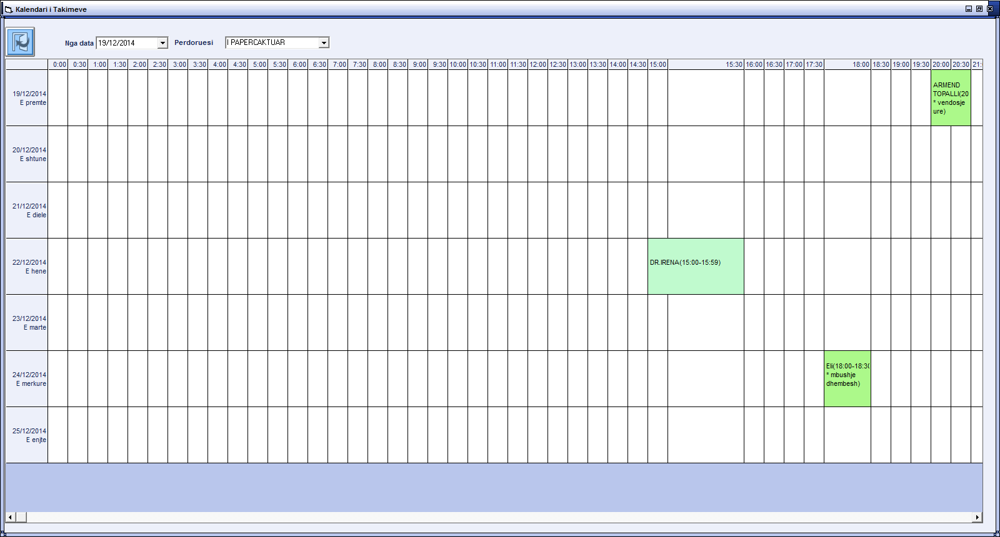 Kalendari i Takimeve
Nga data 19/12/2014 Perdoruesi I PAPERCAKTUAR
0:00 0:30 1:00 1:30 2:00 2:30 3:00 3:30 4:00 4:30 5:00 5:30 6:00 6:30 7:00 7:30 8:00 8:30 9:00 9:30 10:00 10:30 11:00 11:30 12:00 12:30 13:00 13:30 14:00 14:30 15:00 15:30 16:00 16:30 17:00 17:30 18:00 18:30 19:00 19:30 20:00 20:30 21:
19/12/2014
E premte
ARMEND
TOPALLI(20
* vendosje
ure)
20/12/2014
E shtune
21/12/2014
E diele
22/12/2014
E hene
DR.IRENA(15:00-15:59)
23/12/2014
E marte
24/12/2014
E merkure
Eli(18:00-18:30
* mbushje
dhembesh)
25/12/2014
E enjte